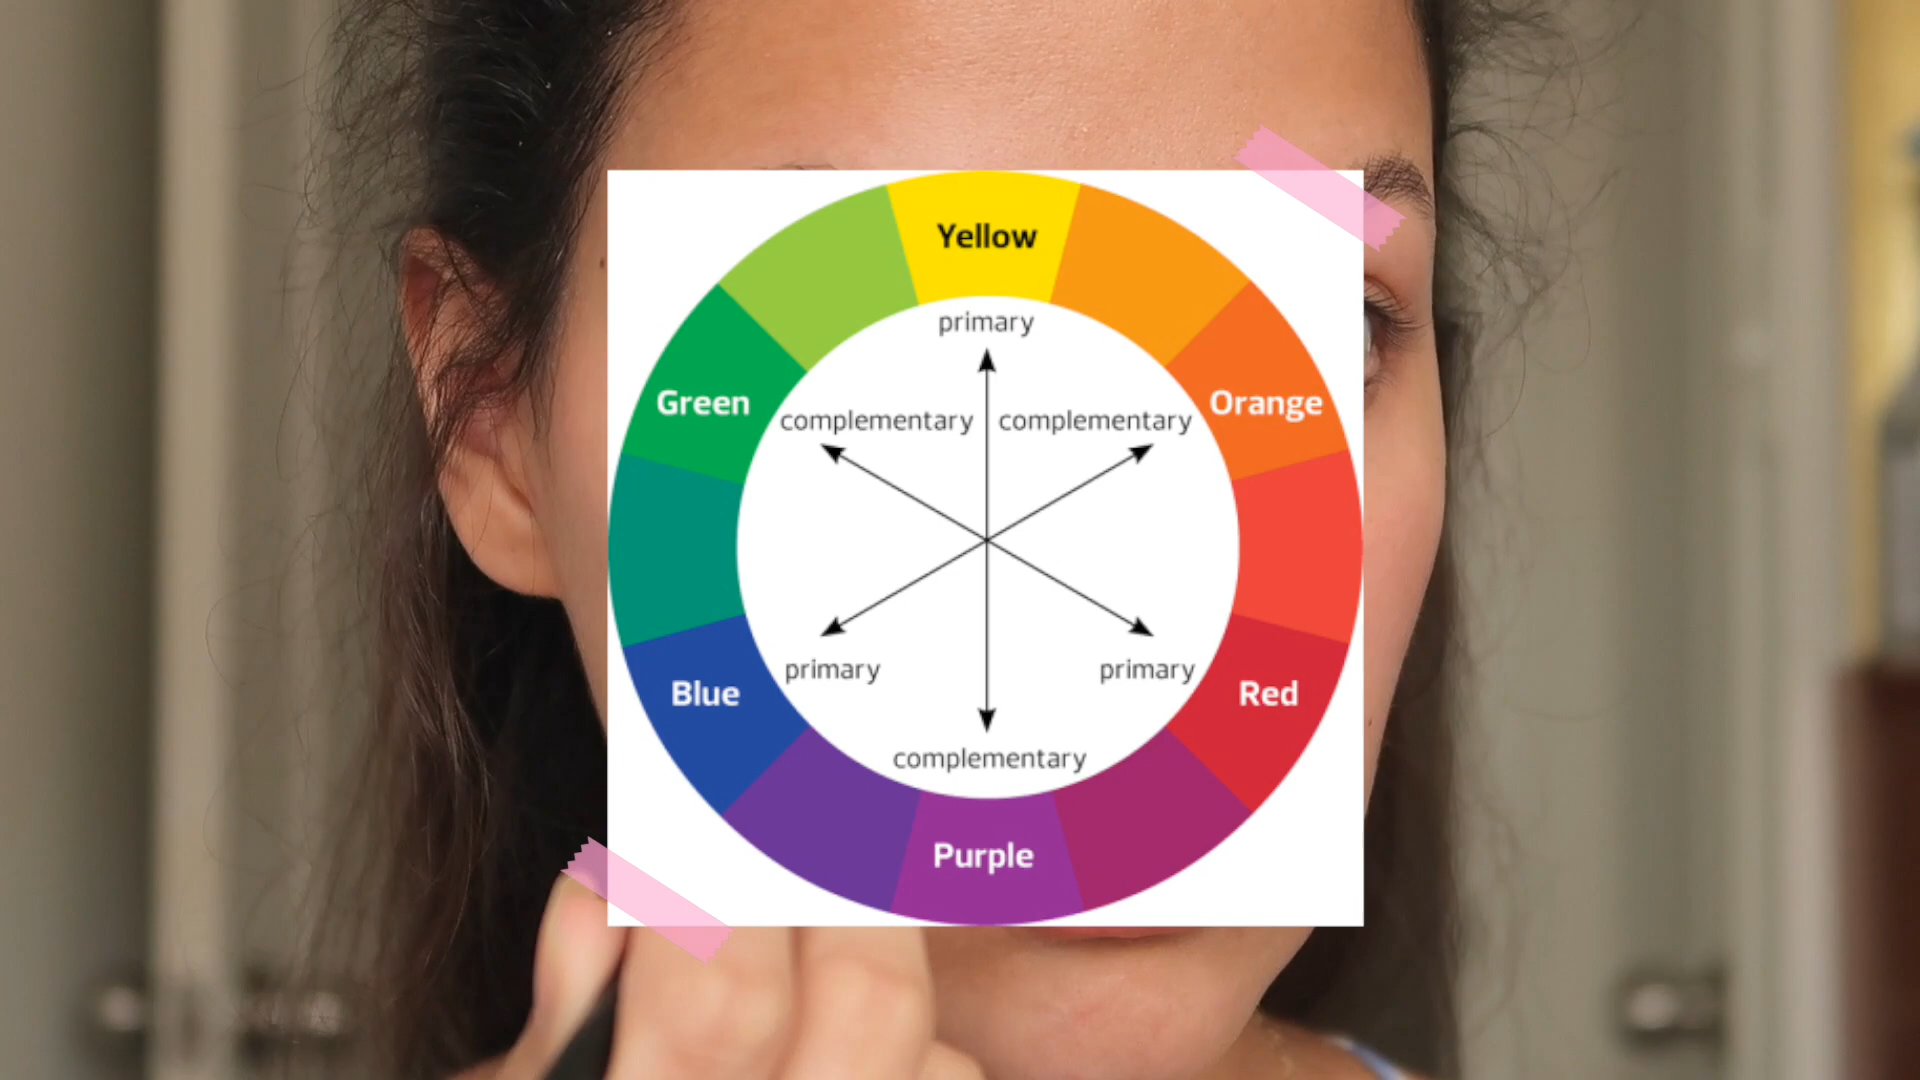 Yellow
primary
Green
Orange
complementary
complementary
primary
primary
Blue
Red
complementary
Purple